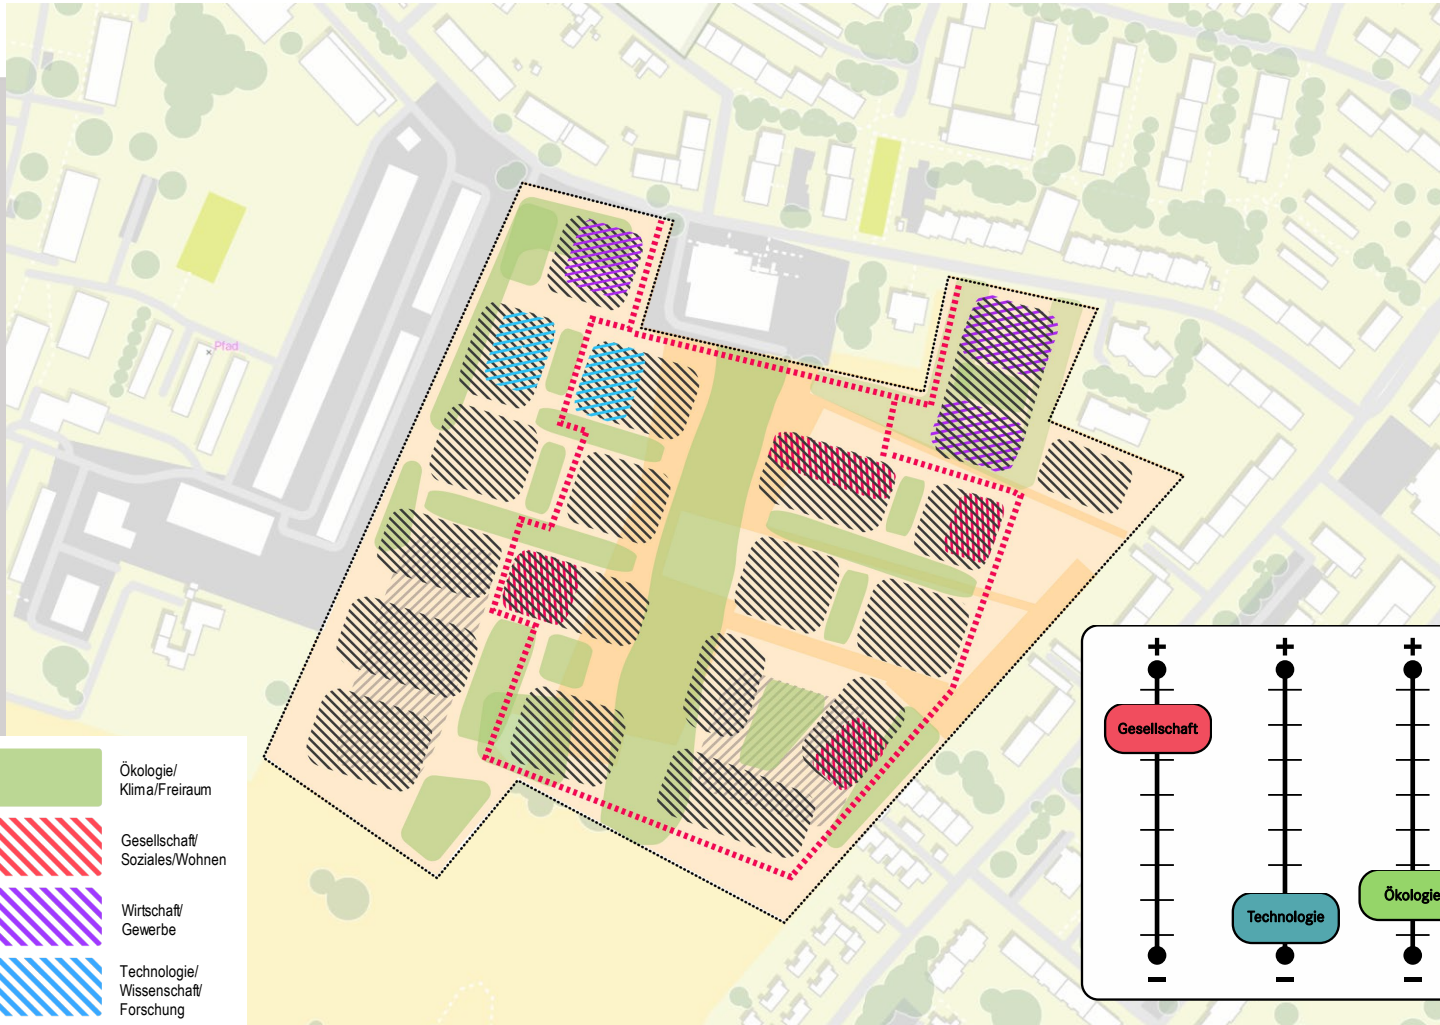 Pfad
Ökologie/
Klima/Freiraum
Gesellschaft/
Soziales/Wohnen
Wirtschaft/
Gewerbe
Technologie/
Wissenschaft/
Forschung
+ + +
Gesellschaft
Ökologie
Technologie
− − −